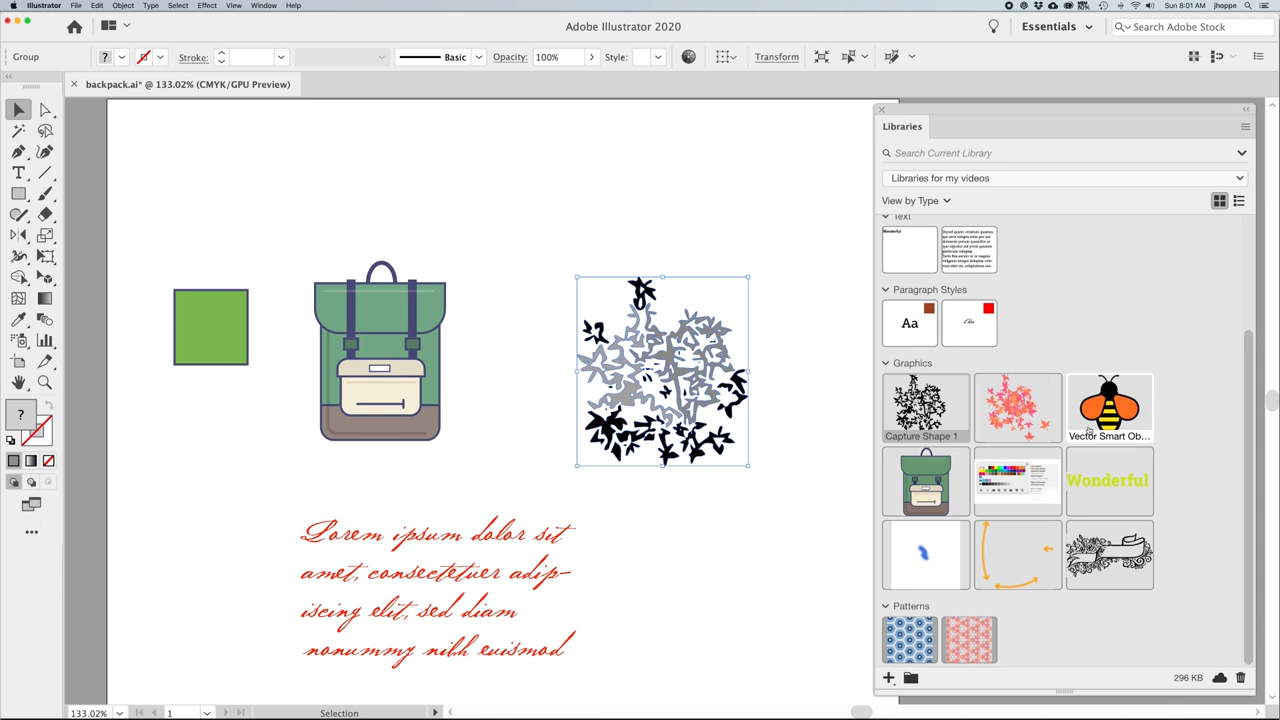 Illustrator File Edit Object Type Select Effect View Window Help
Sun 8:01 AM jhoppe
Adobe Illustrator 2020
Essentials
Search Adobe Stock
Group
?
Stroke:
Basic
Opacity: 100%
Style:
Transform
backpack.ai* @ 133.02% (CMYK/GPU Preview)
Libraries
Search Current Library
Libraries for my videos
View by Type
Text
Wonderful
Paragraph Styles
Aa
Graphics
Capture Shape 1
Vector Smart Ob...
Wonderful
Patterns
296 KB
?
Lorem ipsum dolor sit
amet, consectetuer adip-
iscing elit, sed diam
nonummy nibh euismod
133.02%
1
Selection